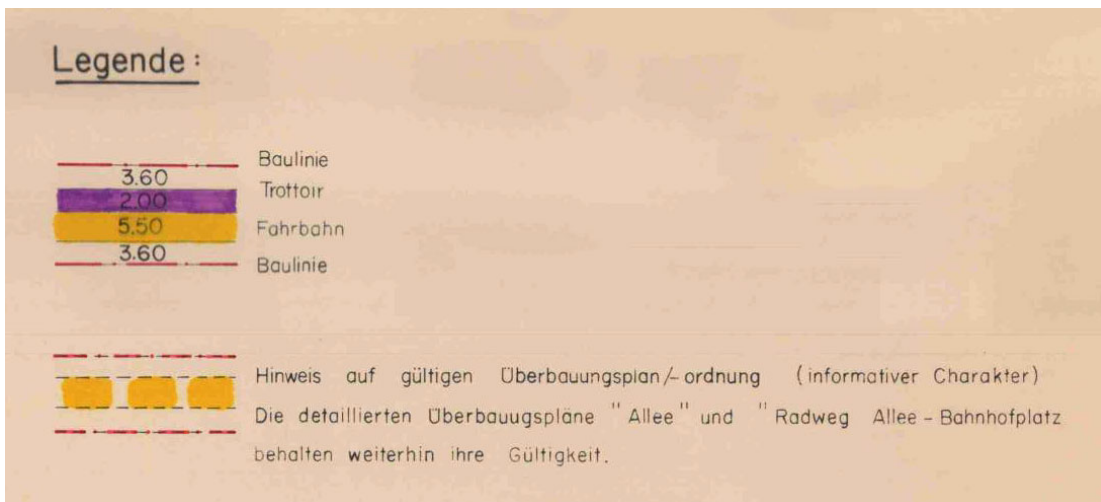 Legende :
Baulinie
3.60
Trottoir
2.00
5.50 Fahrbahn
3.60
Baulinie
Hinweis auf gültigen Überbauungsplan/-ordnung (informativer Charakter)
Die detaillierten Überbauugspläne "Allee" und "Radweg Allee - Bahnhofplatz
behalten weiterhin ihre Gültigkeit.